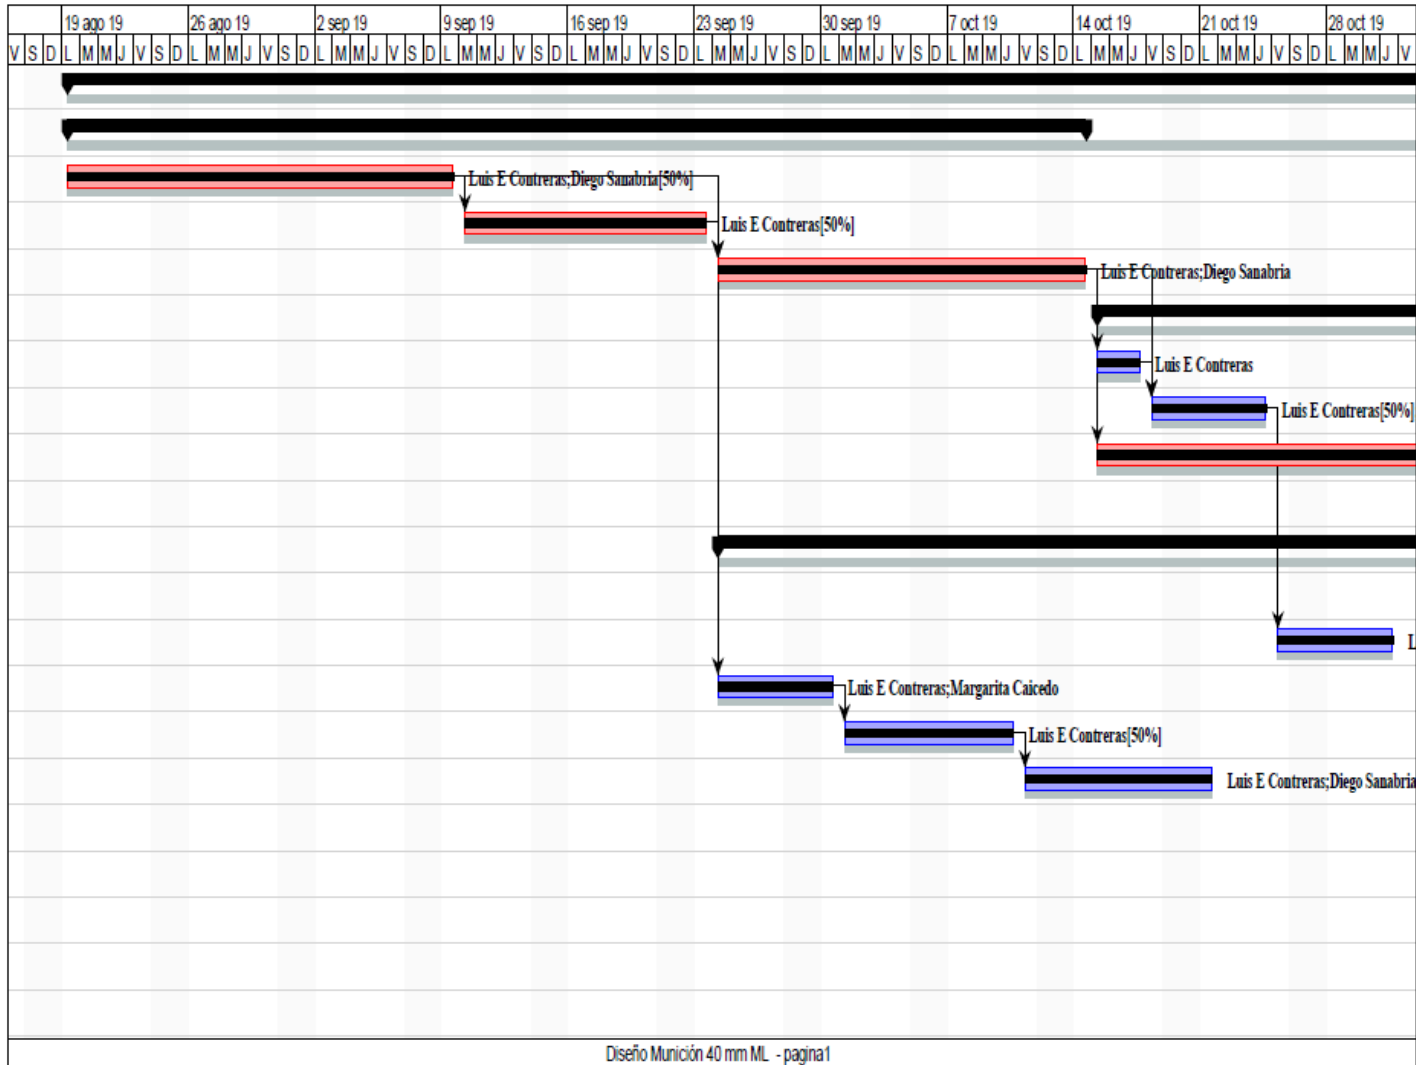 19 ago 19 26 ago 19 2 sep 19 9 sep 19 16 sep 19 23 sep 19 30 sep 19 7 oct 19 14 oct 19 21 oct 19 28 oct 19
V S D L M M J V S D L M M J V S D L M M J V S D L M M J V S D L M M J V S D L M M J V S D L M M J V S D L M M J V S D L M M J V S D L M M J V S D L M M J V
Luis E Contreras;Diego Sanabria[50%]
Luis E Contreras[50%]
Luis E Contreras;Diego Sanabria
Luis E Contreras
Luis E Contreras[50%]
L
Luis E Contreras;Margarita Caicedo
Luis E Contreras[50%]
Luis E Contreras;Diego Sanabria
Diseño Munición 40 mm ML - pagina1